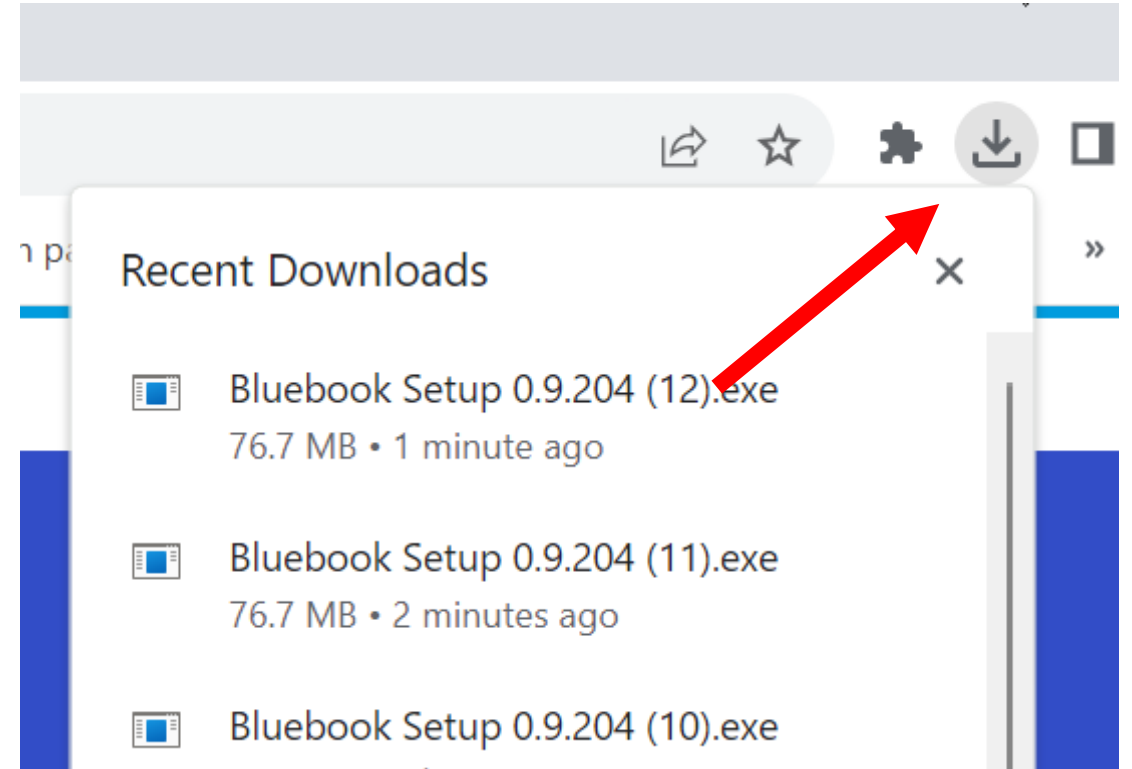 Recent Downloads
Bluebook Setup 0.9.204 (12).exe
76.7 MB • 1 minute ago
Bluebook Setup 0.9.204 (11).exe
76.7 MB • 2 minutes ago
Bluebook Setup 0.9.204 (10).exe